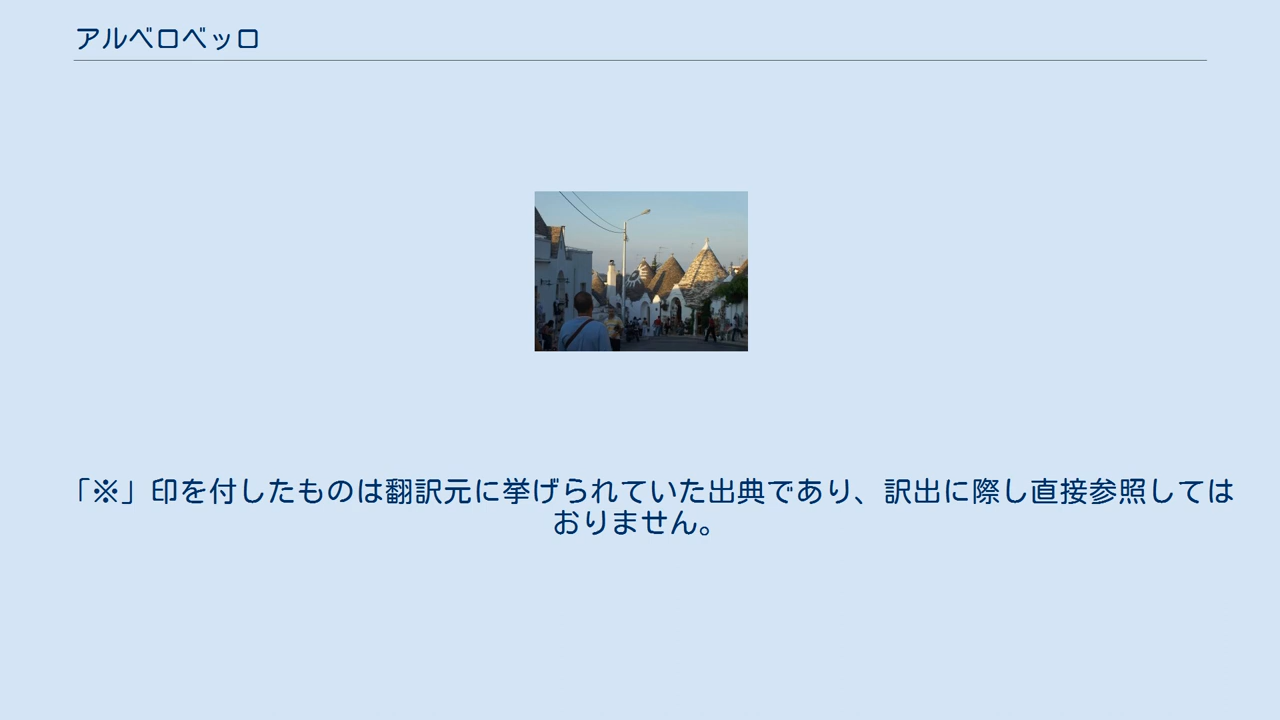 アルベロベッロ
「※」印を付したものは翻訳元に挙げられていた出典であり、訳出に際し直接参照しては
おりません。